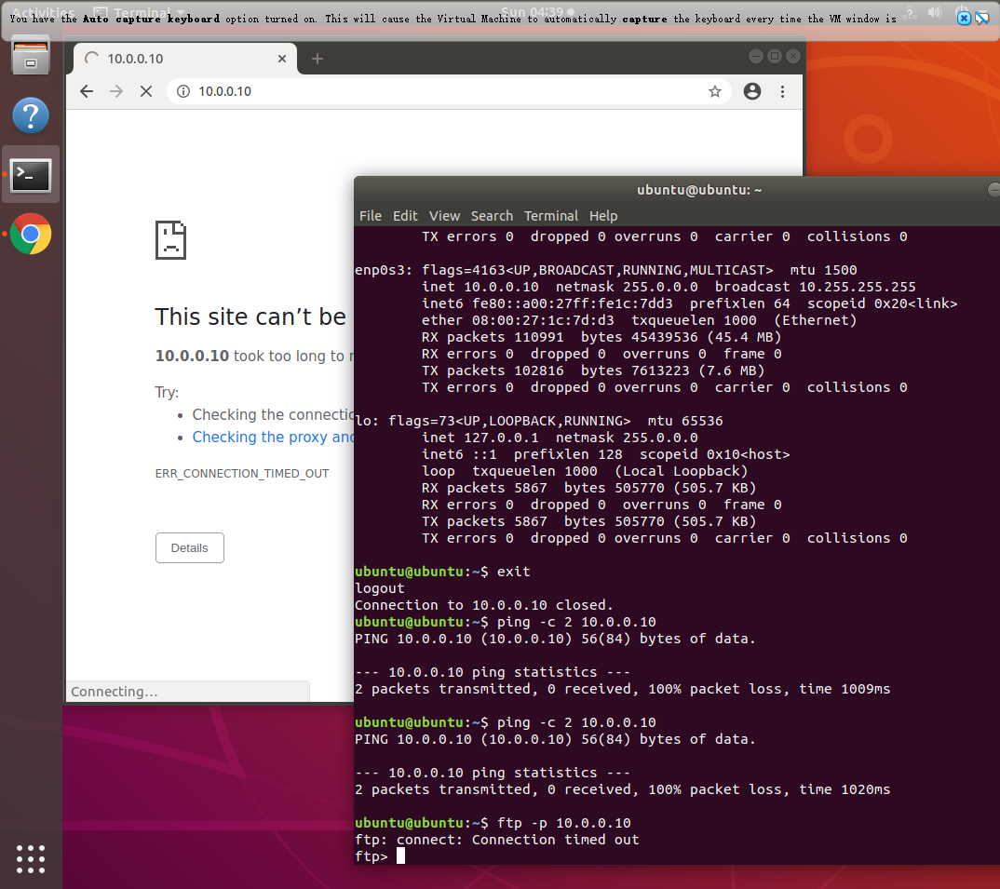 You have the Auto capture keyboard option turned on. This will cause the Virtual Machine to automatically capture the keyboard every time the VM window is
Activities Terminal Sun 04:39
10.0.0.10
10.0.0.10
This site can’t be
10.0.0.10 took too long to
Try:
Checking the connectio
Checking the proxy and
ERR_CONNECTION_TIMED_OUT
Details
Connecting…
ubuntu@ubuntu: ~
File Edit View Search Terminal Help
TX errors 0  dropped 0 overruns 0  carrier 0  collisions 0
enp0s3: flags=4163<UP,BROADCAST,RUNNING,MULTICAST>  mtu 1500
inet 10.0.0.10  netmask 255.0.0.0  broadcast 10.255.255.255
inet6 fe80::a00:27ff:fe1c:7dd3  prefixlen 64  scopeid 0x20<link>
ether 08:00:27:1c:7d:d3  txqueuelen 1000  (Ethernet)
RX packets 110991  bytes 45439536 (45.4 MB)
RX errors 0  dropped 0  overruns 0  frame 0
TX packets 102816  bytes 7613223 (7.6 MB)
TX errors 0  dropped 0 overruns 0  carrier 0  collisions 0
lo: flags=73<UP,LOOPBACK,RUNNING>  mtu 65536
inet 127.0.0.1  netmask 255.0.0.0
inet6 ::1  prefixlen 128  scopeid 0x10<host>
loop  txqueuelen 1000  (Local Loopback)
RX packets 5867  bytes 505770 (505.7 KB)
RX errors 0  dropped 0  overruns 0  frame 0
TX packets 5867  bytes 505770 (505.7 KB)
TX errors 0  dropped 0 overruns 0  carrier 0  collisions 0
ubuntu@ubuntu:~$ exit
logout
Connection to 10.0.0.10 closed.
ubuntu@ubuntu:~$ ping -c 2 10.0.0.10
PING 10.0.0.10 (10.0.0.10) 56(84) bytes of data.
--- 10.0.0.10 ping statistics ---
2 packets transmitted, 0 received, 100% packet loss, time 1009ms
ubuntu@ubuntu:~$ ping -c 2 10.0.0.10
PING 10.0.0.10 (10.0.0.10) 56(84) bytes of data.
--- 10.0.0.10 ping statistics ---
2 packets transmitted, 0 received, 100% packet loss, time 1020ms
ubuntu@ubuntu:~$ ftp -p 10.0.0.10
ftp: connect: Connection timed out
ftp>